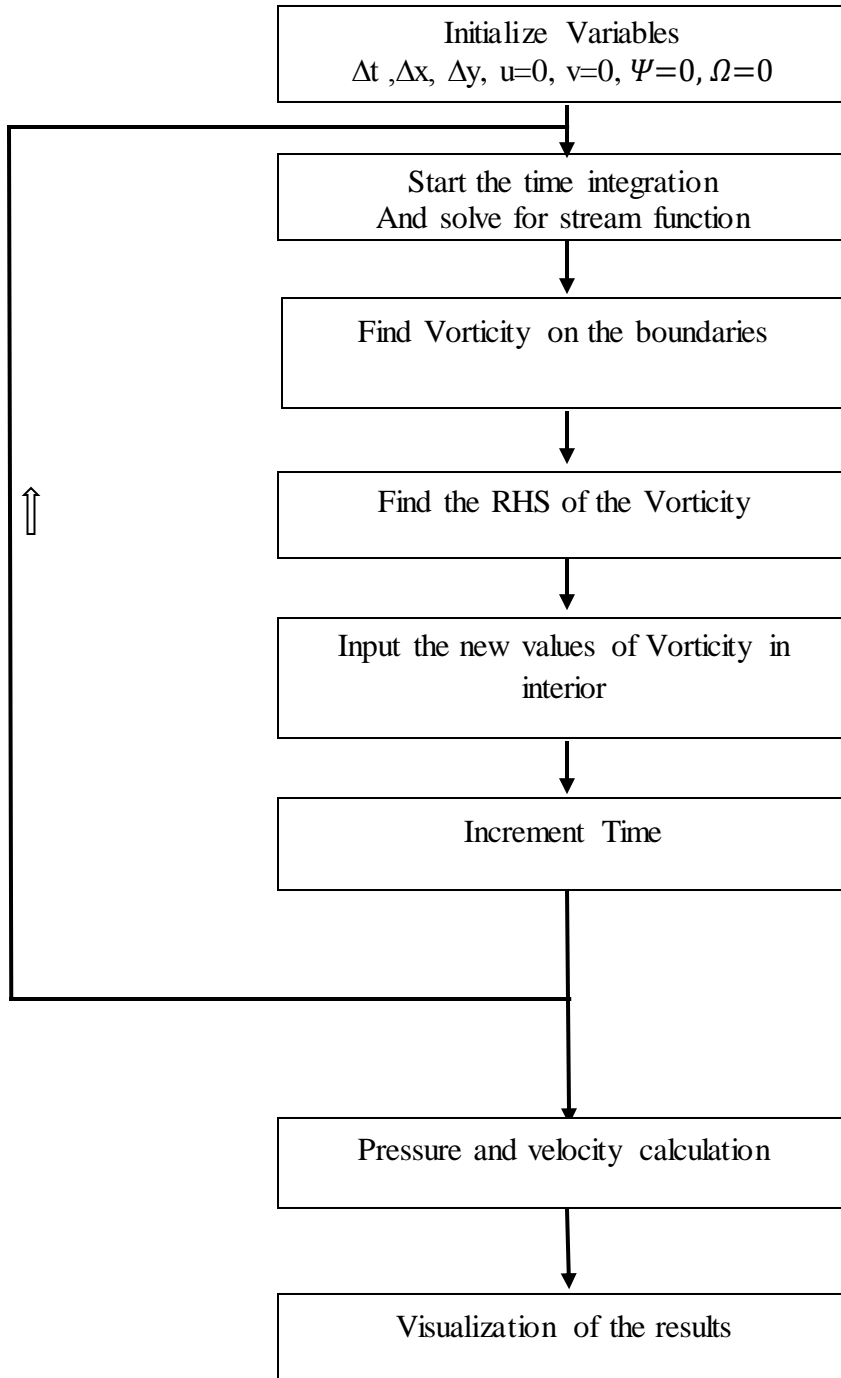 Initialize Variables
Δt ,Δx, Δy, u=0, v=0, Ψ=0, Ω=0
Start the time integration
And solve for stream function
Find Vorticity on the boundaries
Find the RHS of the Vorticity
Input the new values of Vorticity in
interior
Increment Time
Pressure and velocity calculation
Visualization of the results